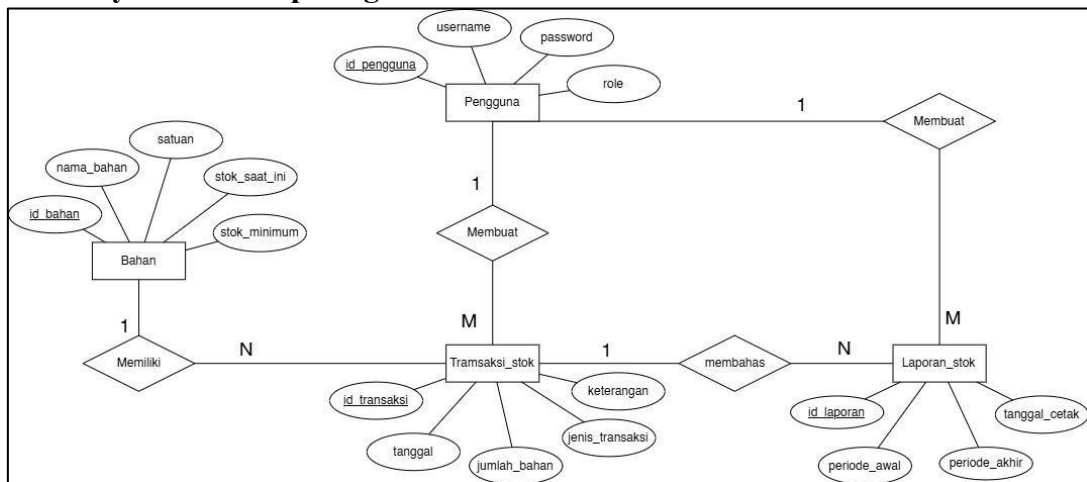 username
password
id_pengguna
role
Pengguna
1
Membuat
satuan
nama_bahan
stok_saat_ini
id_bahan
stok_minimum
Bahan
1
Membuat
1
M
M
Memiliki
N
Tramsaksi_stok
1
membahas
N
Laporan_stok
id_transaksi
keterangan
id_laporan
tanggal_cetak
tanggal
jenis_transaksi
jumlah_bahan
periode_awal
periode_akhir